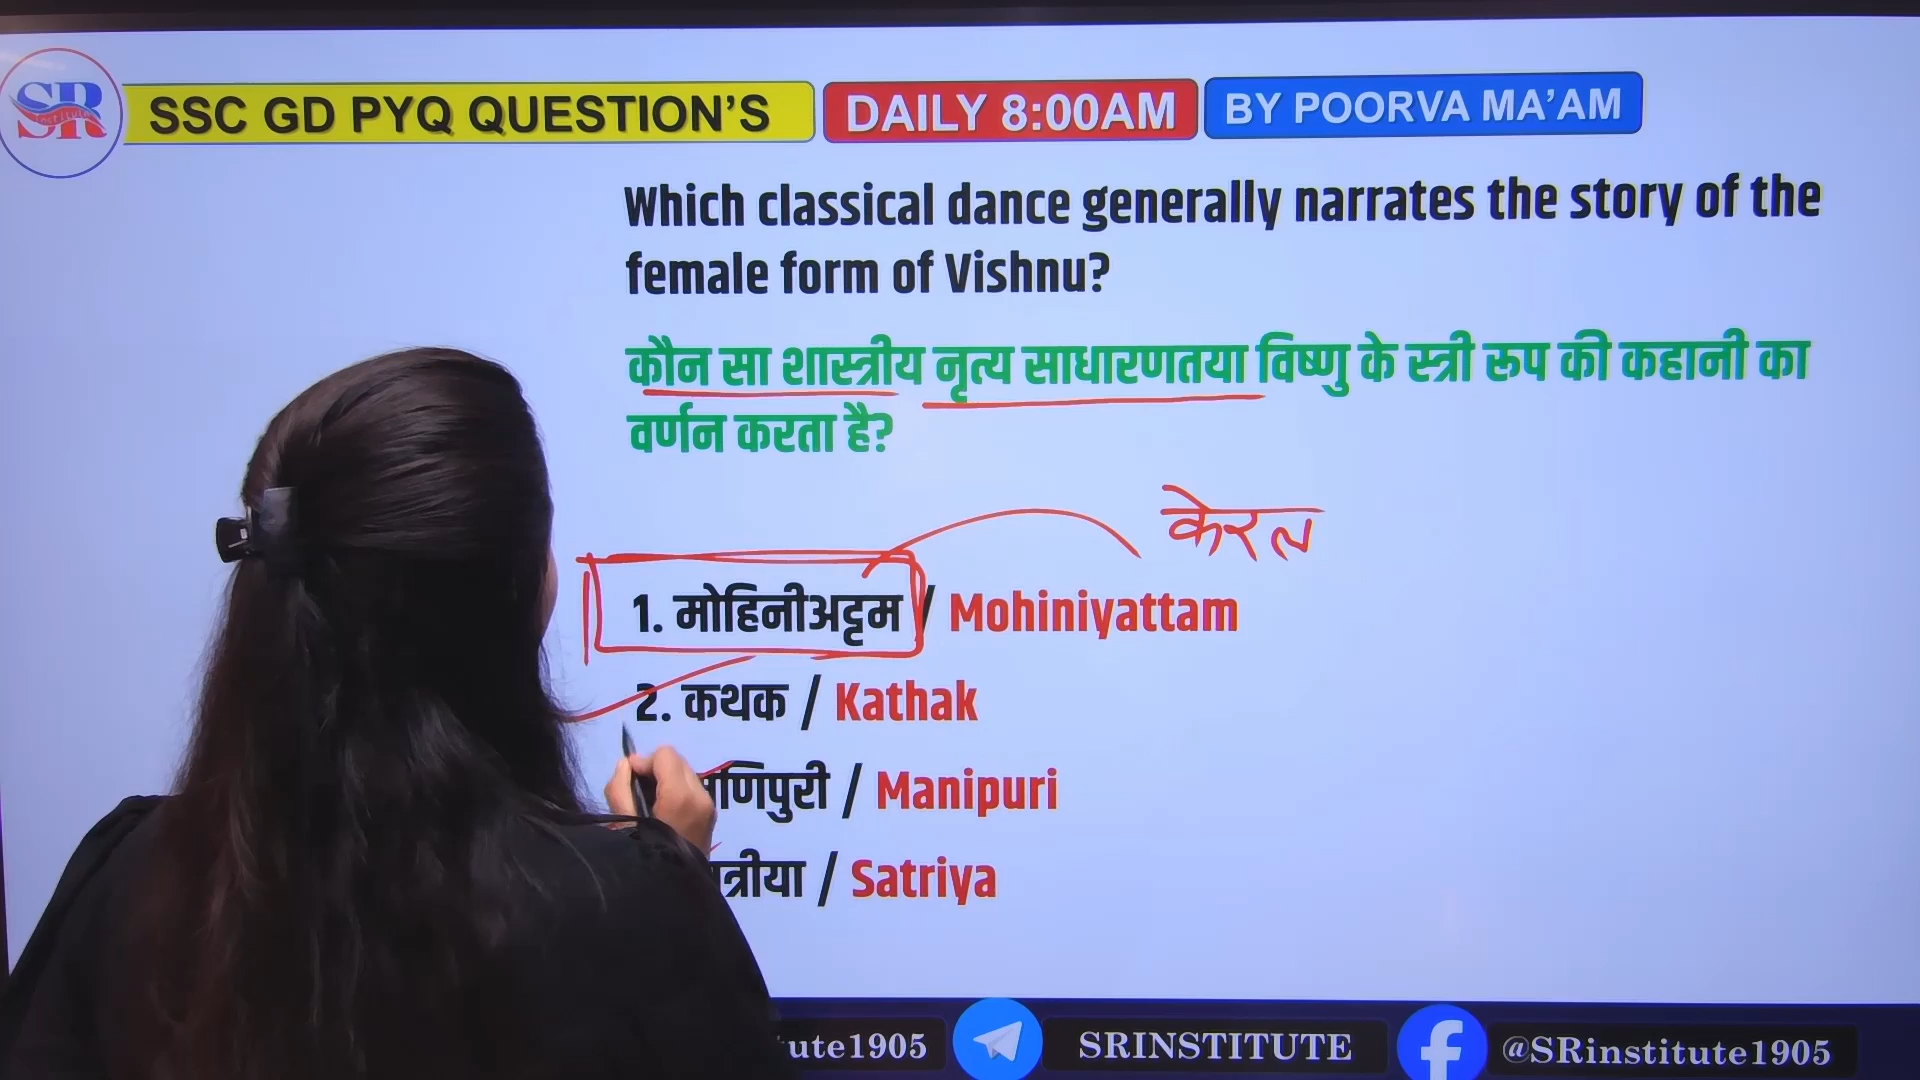 SR
Institute
SSC GD PYQ QUESTION'S
DAILY 8:00AM
BY POORVA MA'AM
Which classical dance generally narrates the story of the
female form of Vishnu?
कौन सा शास्त्रीय नृत्य साधारणतया विष्णु के स्त्री रूप की कहानी का
वर्णन करता है?
केरल
1. मोहिनीअट्टम / Mohiniyattam
2. कथक / Kathak
/ Manipuri
/ Satriya
SRINSTITUTE
@SRinstitute1905